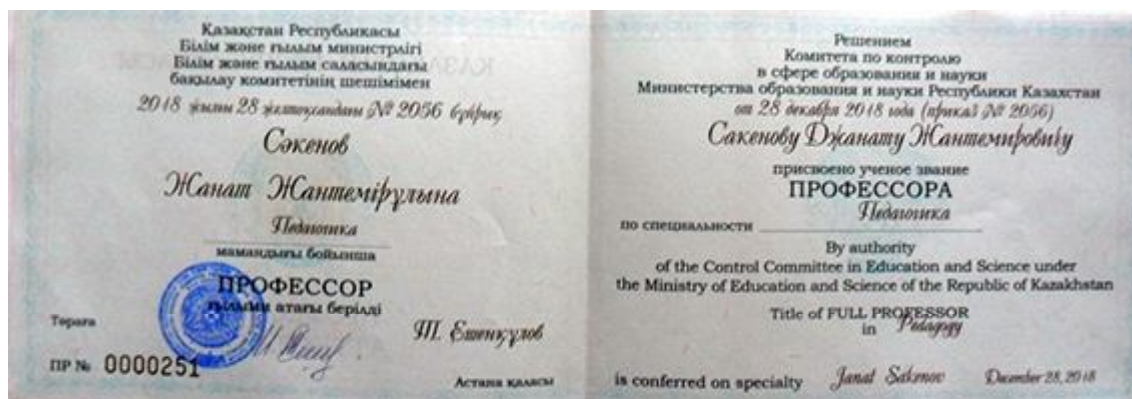 Қазақстан Республикасы
Білім және ғылым министрлігі
Білім және ғылым саласындағы
бақылау комитетінің шешімімен
2018 жылғы 28 желтоқсандағы № 2056 бұйрық
Сәкенов
Жанат Жантемірұлына
Педагогика
мамандығы бойынша
ПРОФЕССОР
ғылыми атағы берілді
Төраға
Т. Ешенқұлов
ПР № 0000251
Астана қаласы
Решением
Комитета по контролю
в сфере образования и науки
Министерства образования и науки Республики Казахстан
от 28 декабря 2018 года (приказ № 2056)
Сакенову Джанату Жантемировичу
присвоено ученое звание
ПРОФЕССОРА
по специальности Педагогика
By authority
of the Control Committee in Education and Science under
the Ministry of Education and Science of the Republic of Kazakhstan
Title of FULL PROFESSOR
in Pedagogy
is conferred on specialty Janat Sakenov December 28, 2018